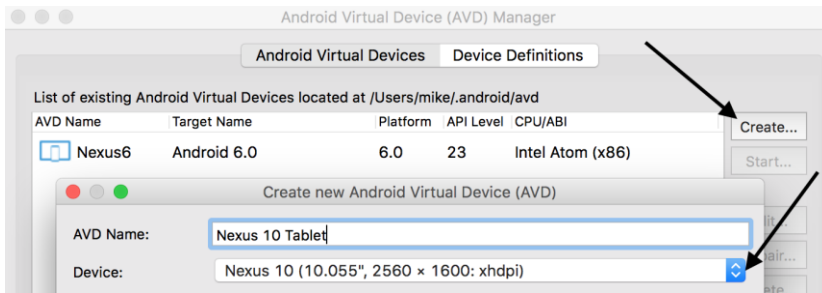 Android Virtual Device (AVD) Manager
Android Virtual Devices Device Definitions
List of existing Android Virtual Devices located at /Users/mike/.android/avd
AVD Name Target Name Platform API Level CPU/ABI
Create...
Nexus6 Android 6.0 6.0 23 Intel Atom (x86)
Start...
Create new Android Virtual Device (AVD)
AVD Name: Nexus 10 Tablet
Device: Nexus 10 (10.055", 2560 × 1600: xhdpi)